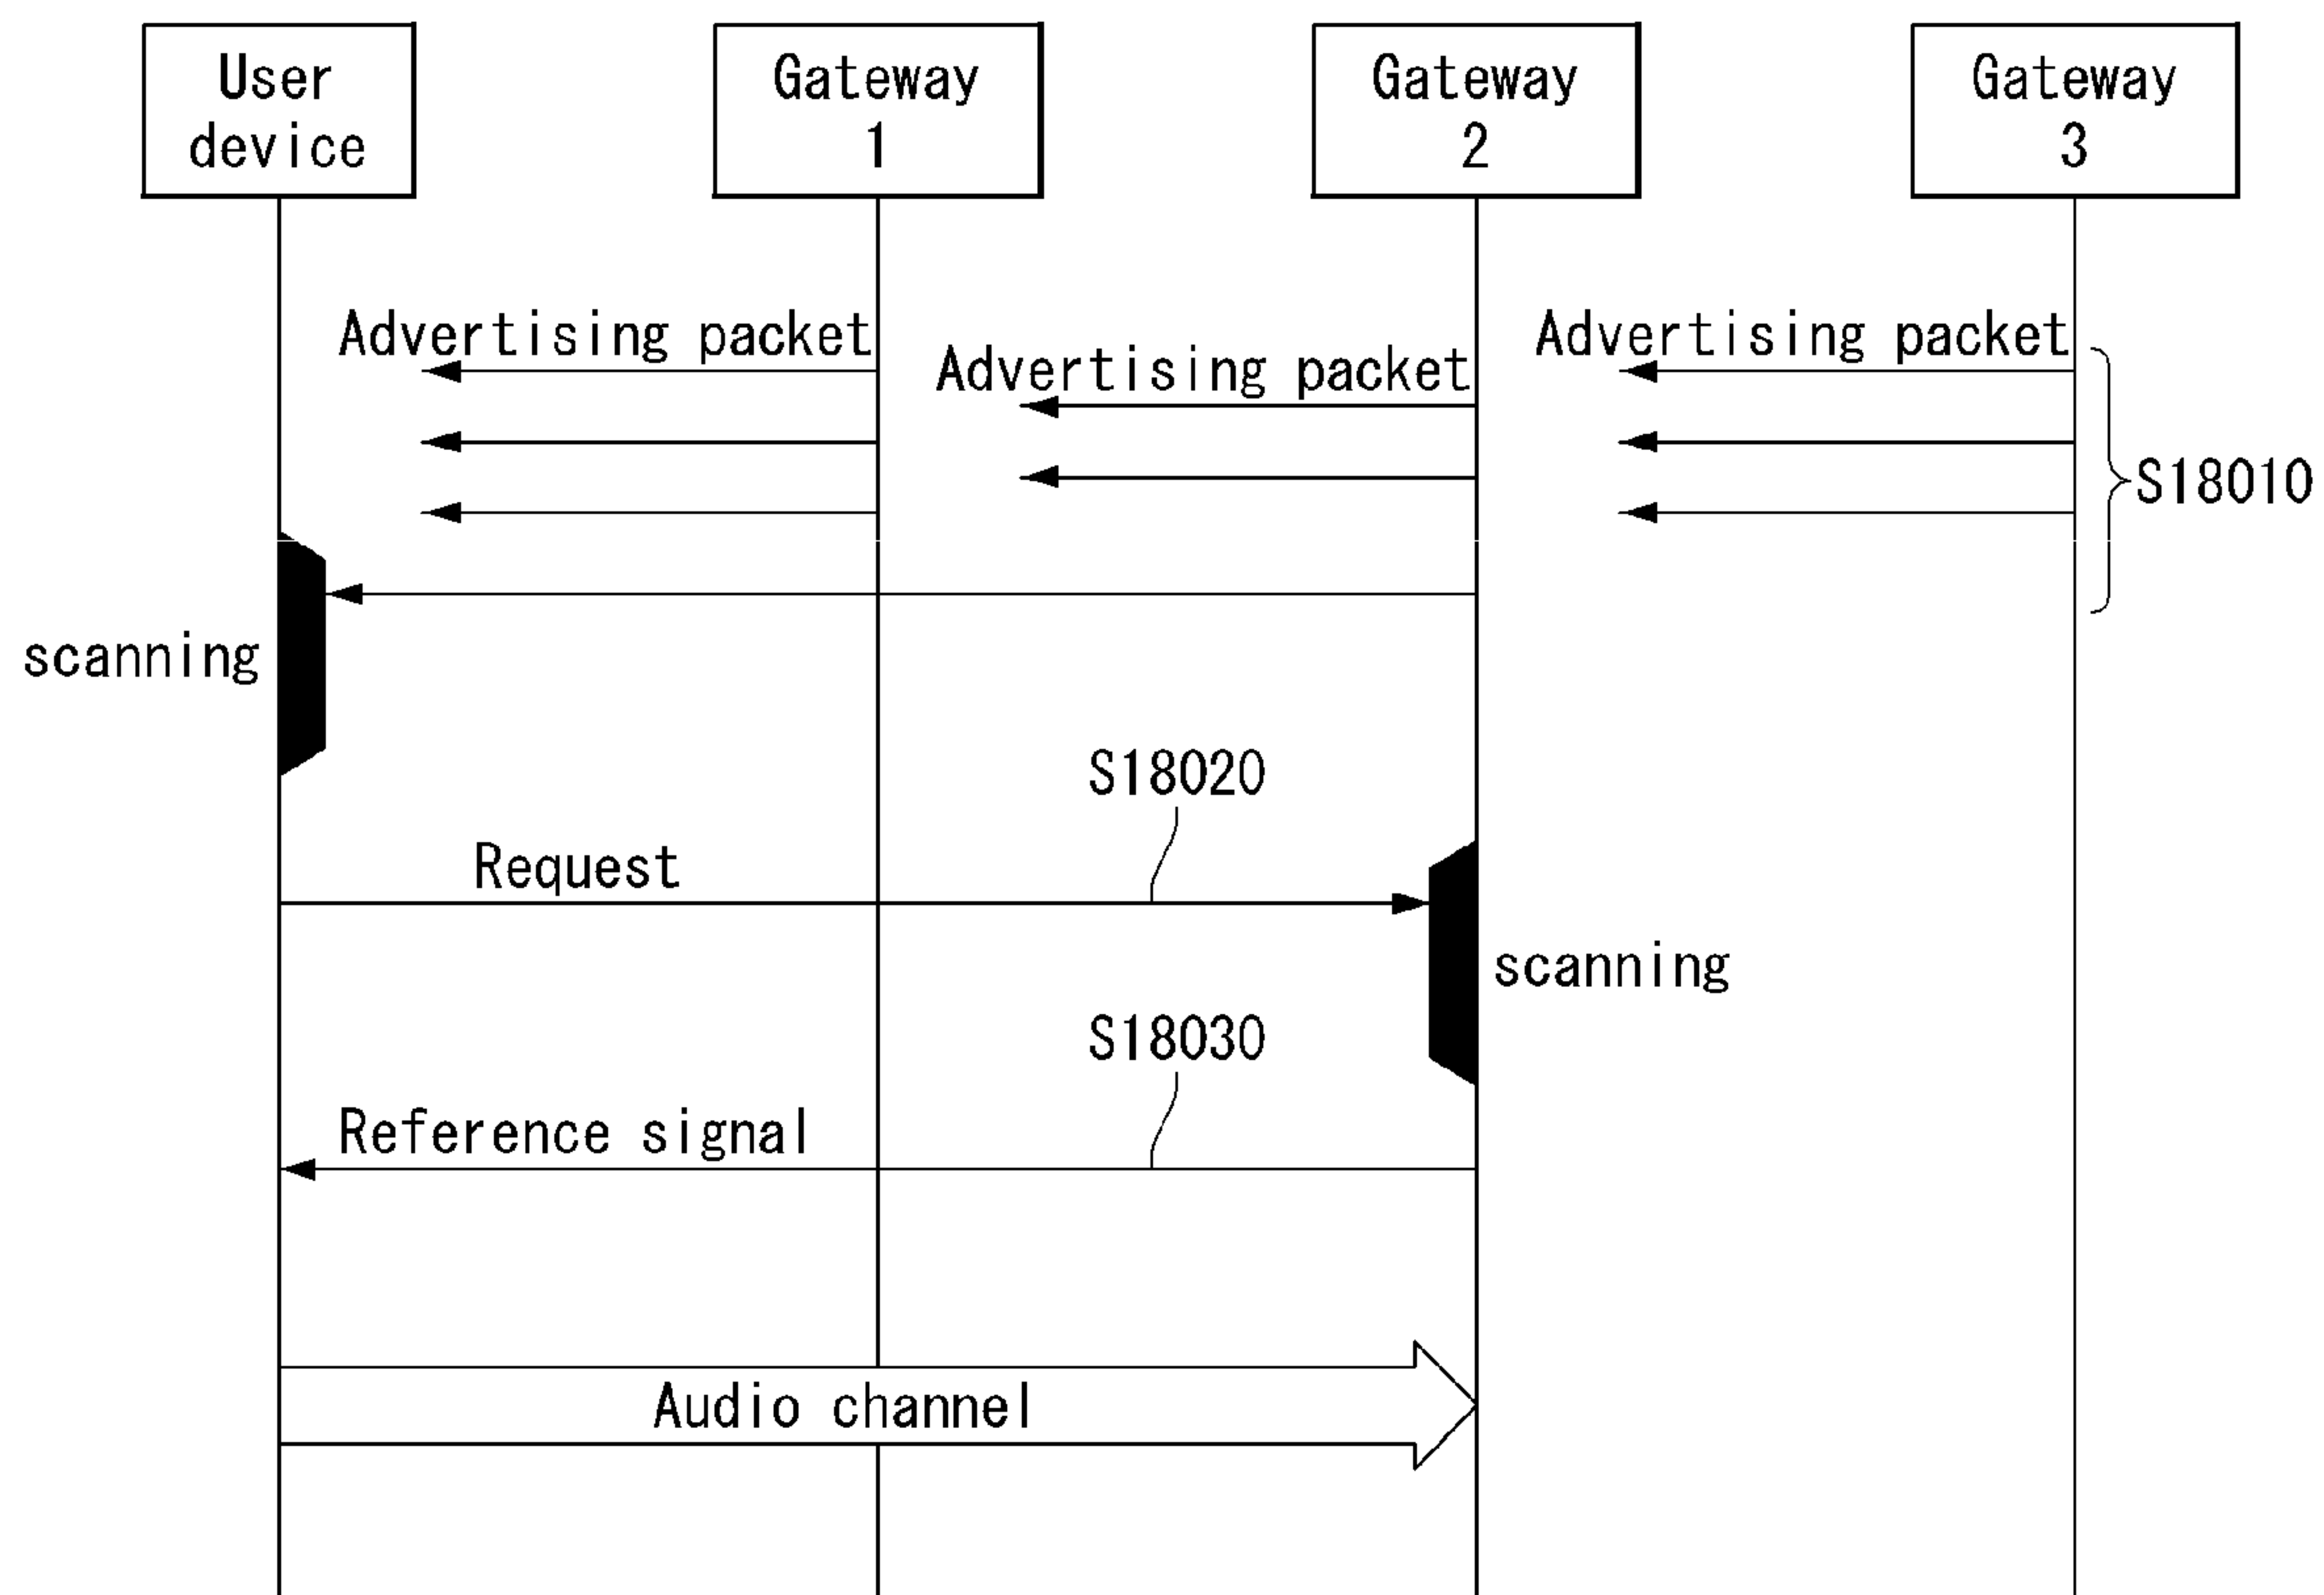 User
device
Gateway
1
Gateway
2
Gateway
3
Advertising packet
Advertising packet
Advertising packet
S18010
scanning
S18020
Request
scanning
S18030
Reference signal
Audio channel